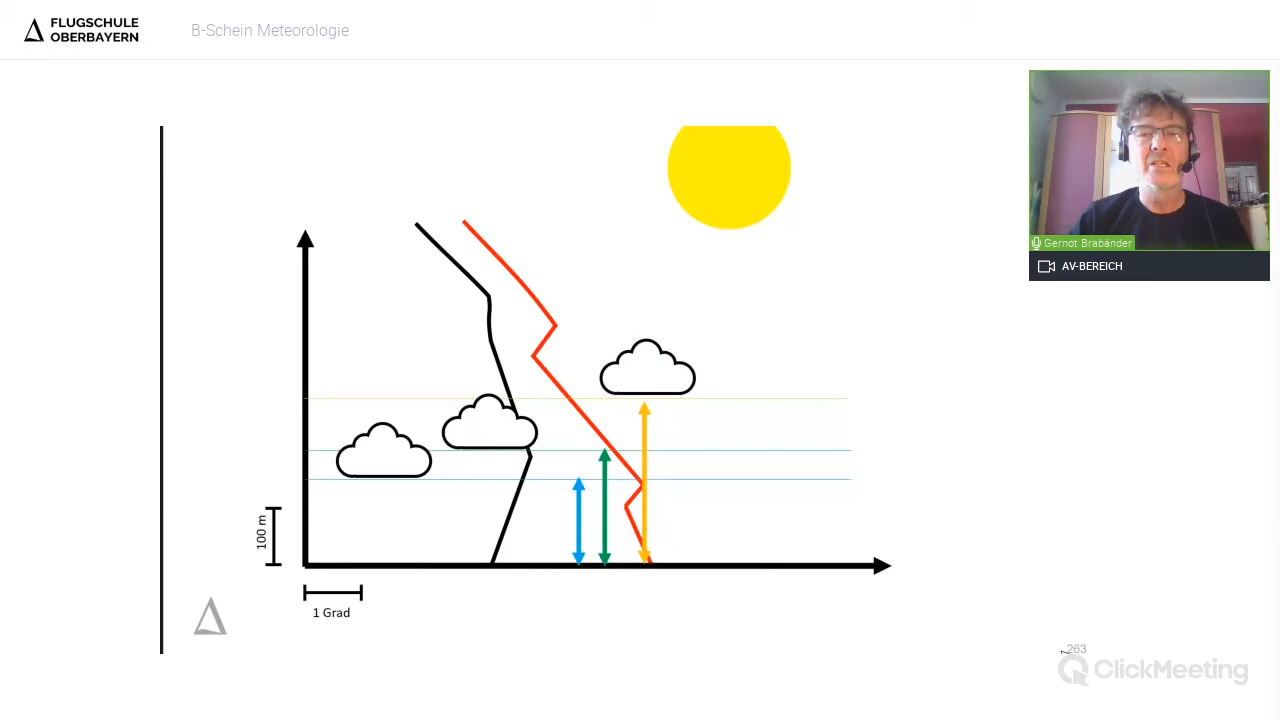 FLUGSCHULE
OBERBAYERN
B-Schein Meteorologie
Gernot Brabänder
AV-BEREICH
100 m
1 Grad
263
ClickMeeting